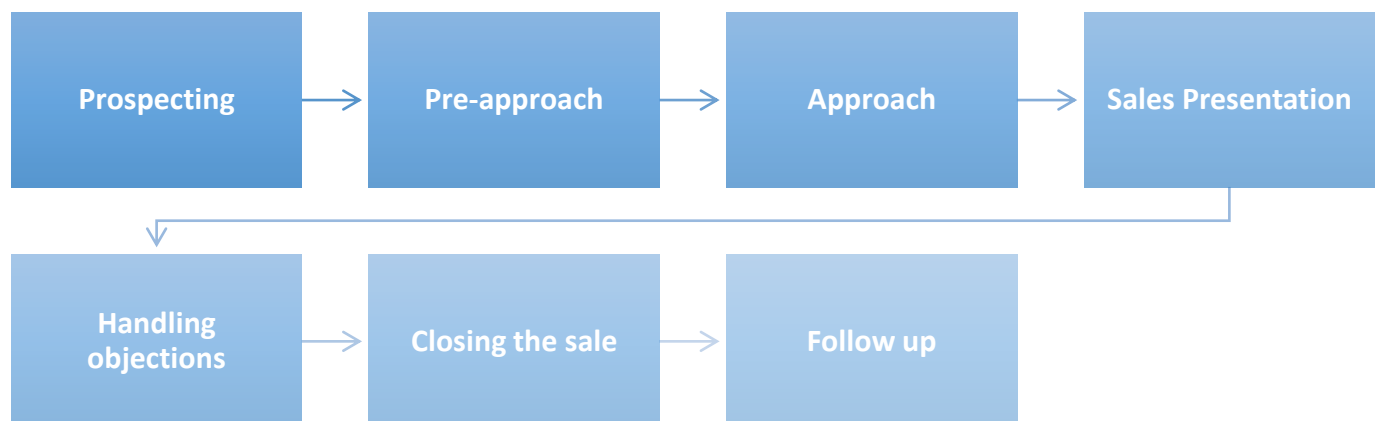 Prospecting
Pre-approach
Approach
Sales Presentation
Handling
objections
Closing the sale
Follow up